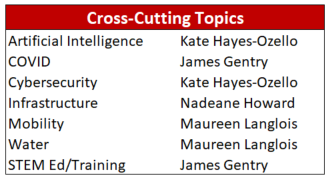 Cross-Cutting Topics
Artificial Intelligence Kate Hayes-Ozello
COVID James Gentry
Cybersecurity Kate Hayes-Ozello
Infrastructure Nadeane Howard
Mobility Maureen Langlois
Water Maureen Langlois
STEM Ed/Training James Gentry